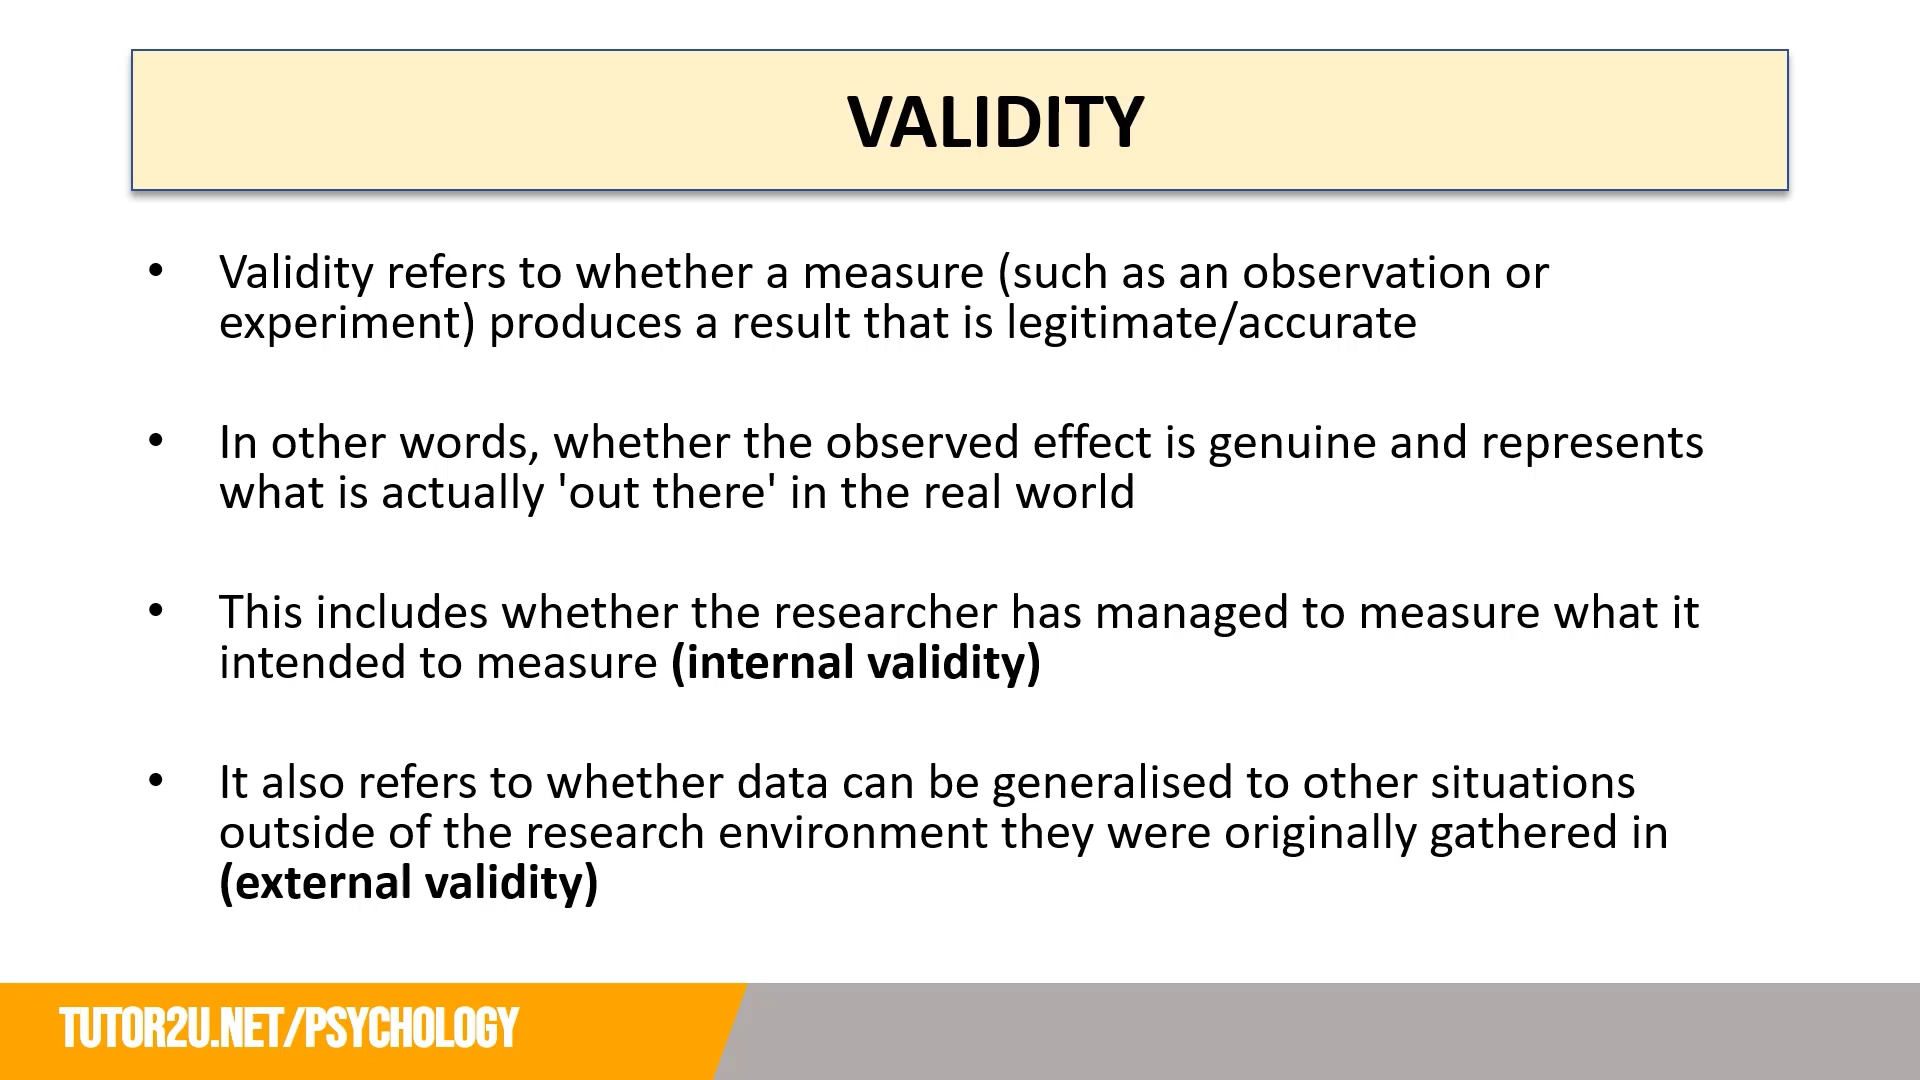 VALIDITY
• Validity refers to whether a measure (such as an observation or
experiment) produces a result that is legitimate/accurate
• In other words, whether the observed effect is genuine and represents
what is actually 'out there' in the real world
• This includes whether the researcher has managed to measure what it
intended to measure (internal validity)
• It also refers to whether data can be generalised to other situations
outside of the research environment they were originally gathered in
(external validity)
TUTOR2U.NET/PSYCHOLOGY